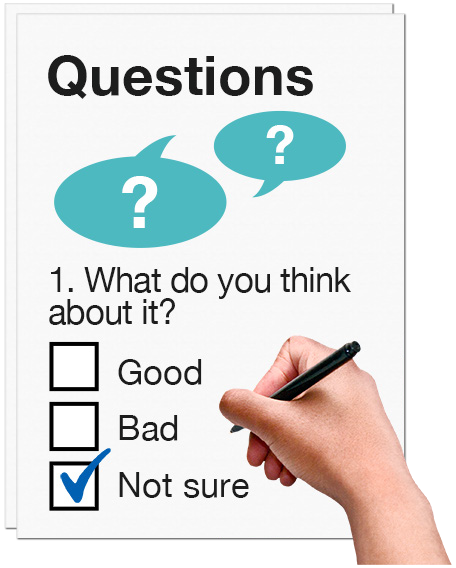 Questions
?
?
1. What do you think
about it?
Good
Bad
Not sure